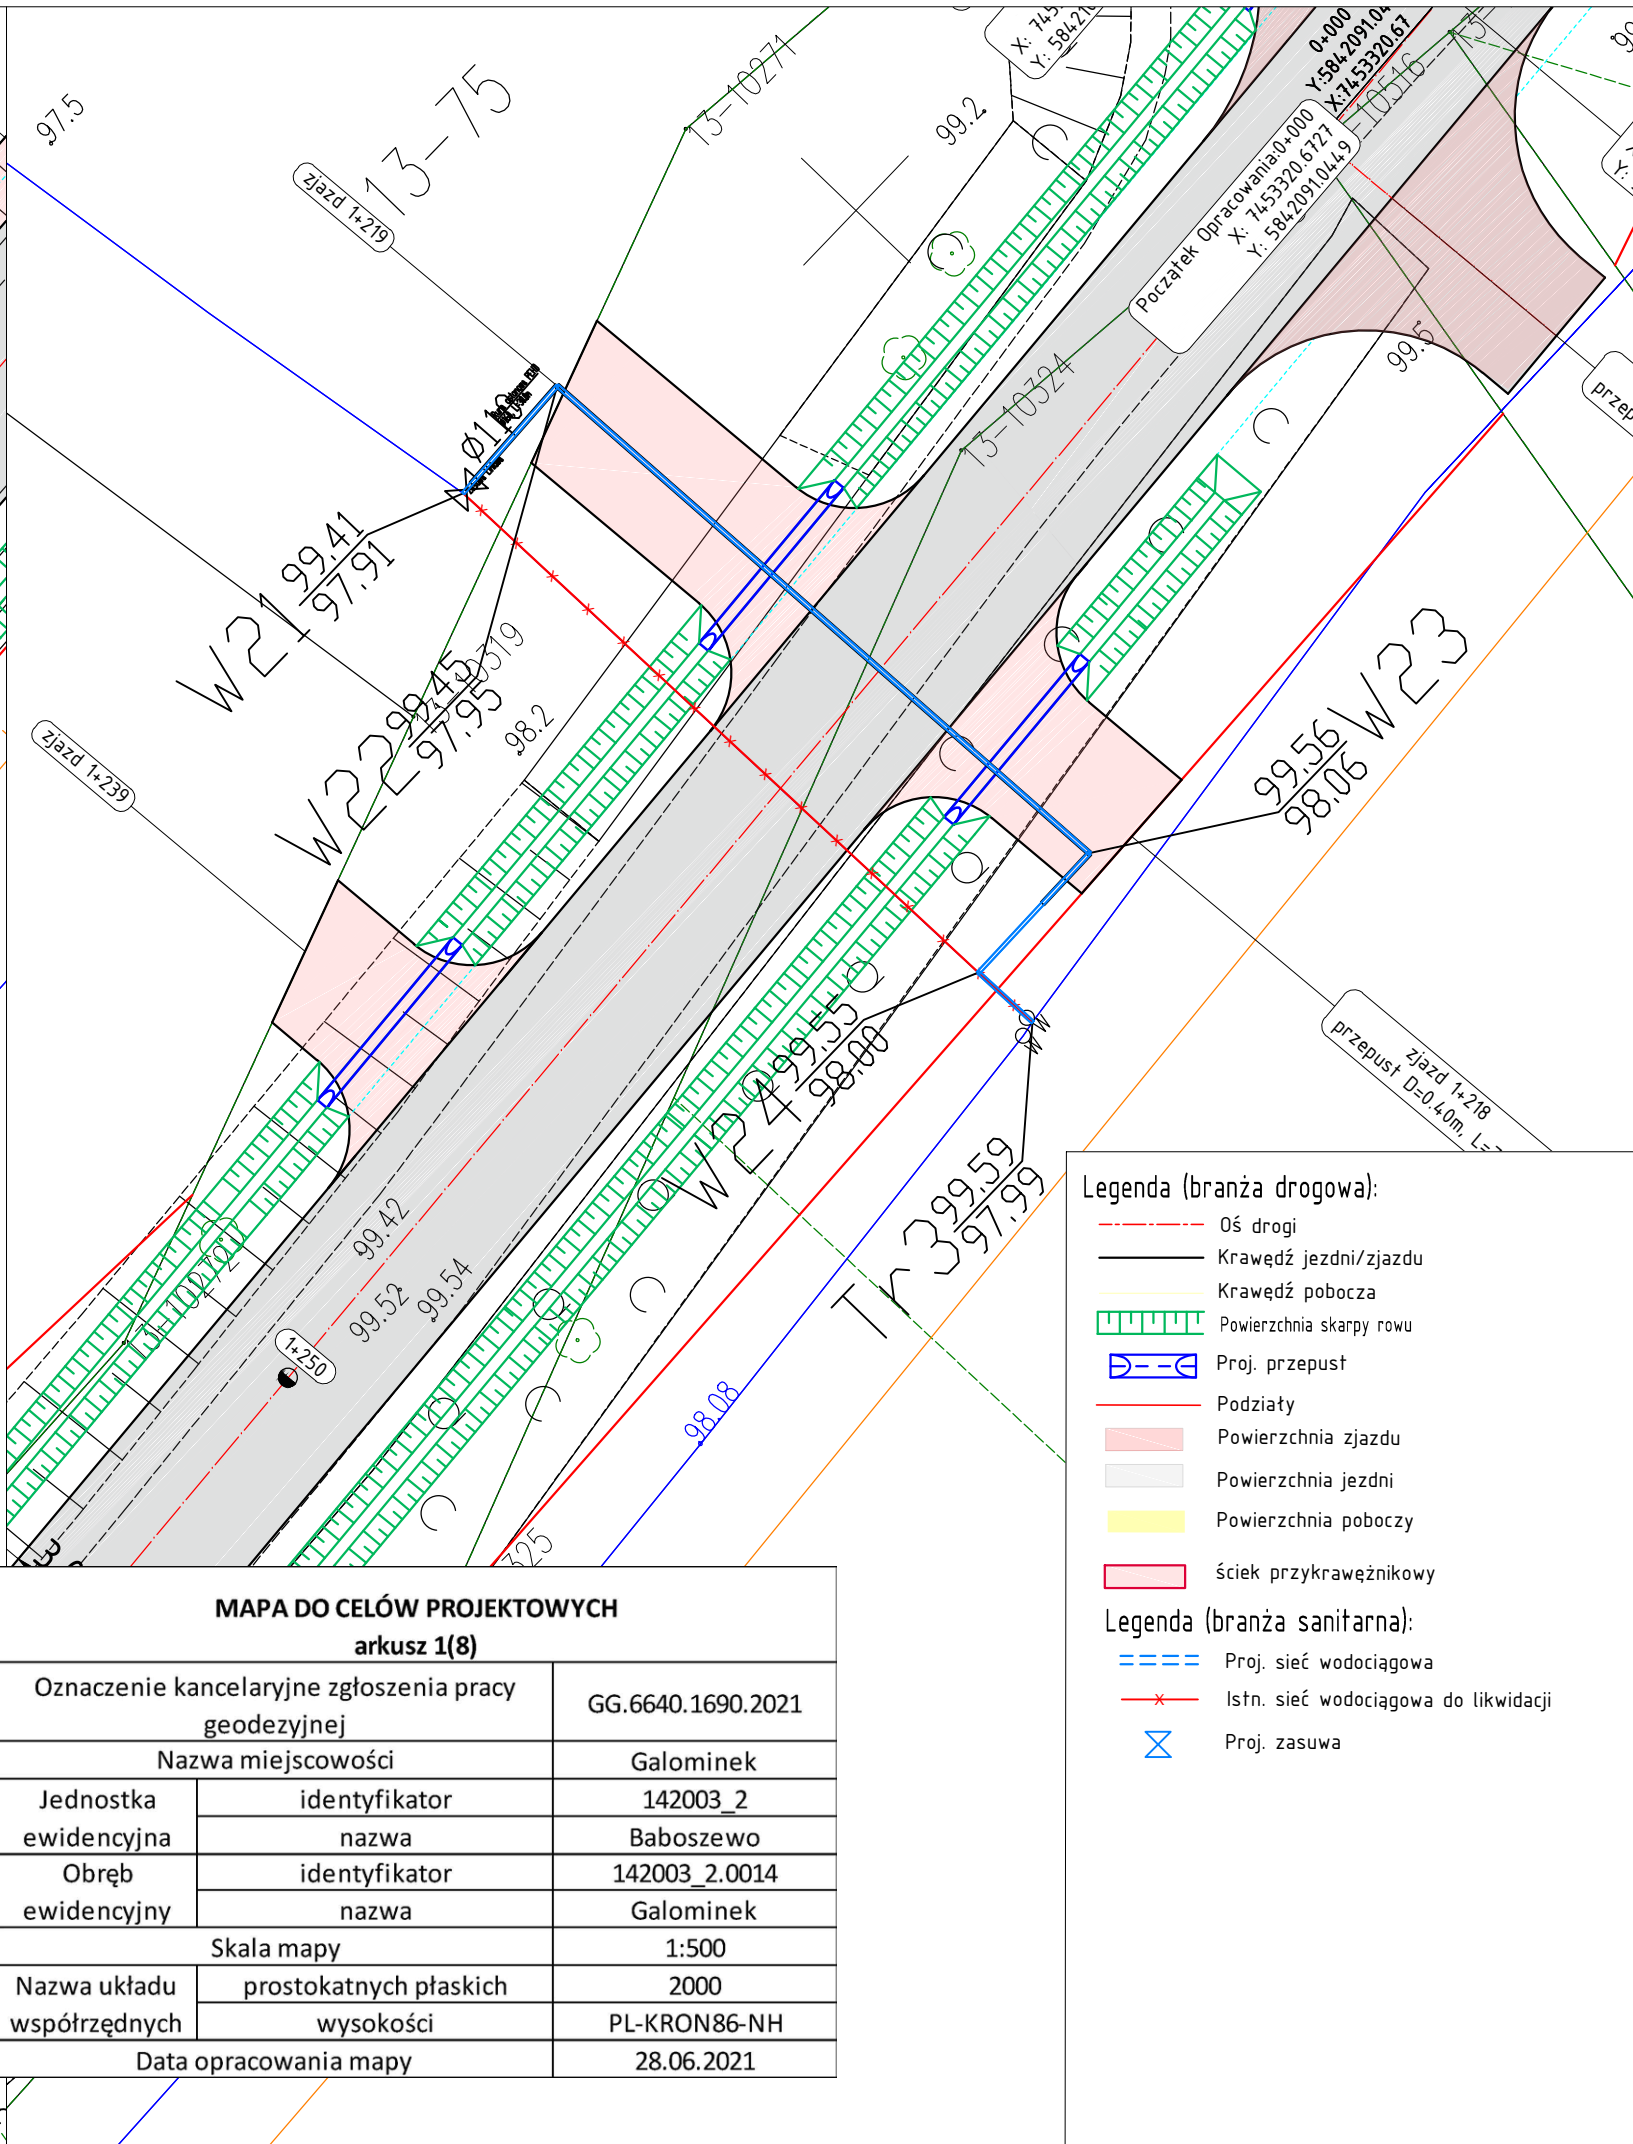 97.5
13-75
13-10271
99.2
zjazd 1+219
0+000
Y:5842091.04
X:7453320.67
10516
Początek Opracowania:0+000
X: 7453320.6727
Y: 5842091.0449
99.5
13-10324
W21 99.41
97.91
W22 99.45
97.95
98.2
zjazd 1+239
99.56 W23
98.06
W24 99.55
98.00
Tr3 99.59
97.99
zjazd 1+218
przepust D=0.40m,
99.42
99.52
99.54
1+250
98.08
325
Legenda (branża drogowa):
Oś drogi
Krawędź jezdni/zjazdu
Krawędź pobocza
Powierzchnia skarpy rowu
Proj. przepust
Podziały
Powierzchnia zjazdu
Powierzchnia jezdni
Powierzchnia poboczy
ściek przykrawężnikowy
Legenda (branża sanitarna):
Proj. sieć wodociągowa
Istn. sieć wodociągowa do likwidacji
Proj. zasuwa
MAPA DO CELÓW PROJEKTOWYCH
arkusz 1(8)
Oznaczenie kancelaryjne zgłoszenia pracy
geodezyjnej
GG.6640.1690.2021
Nazwa miejscowości Galominek
Jednostka identyfikator 142003_2
ewidencyjna nazwa Baboszewo
Obręb identyfikator 142003_2.0014
ewidencyjny nazwa Galominek
Skala mapy 1:500
Nazwa układu prostokatnych płaskich 2000
współrzędnych wysokości PL-KRON86-NH
Data opracowania mapy 28.06.2021